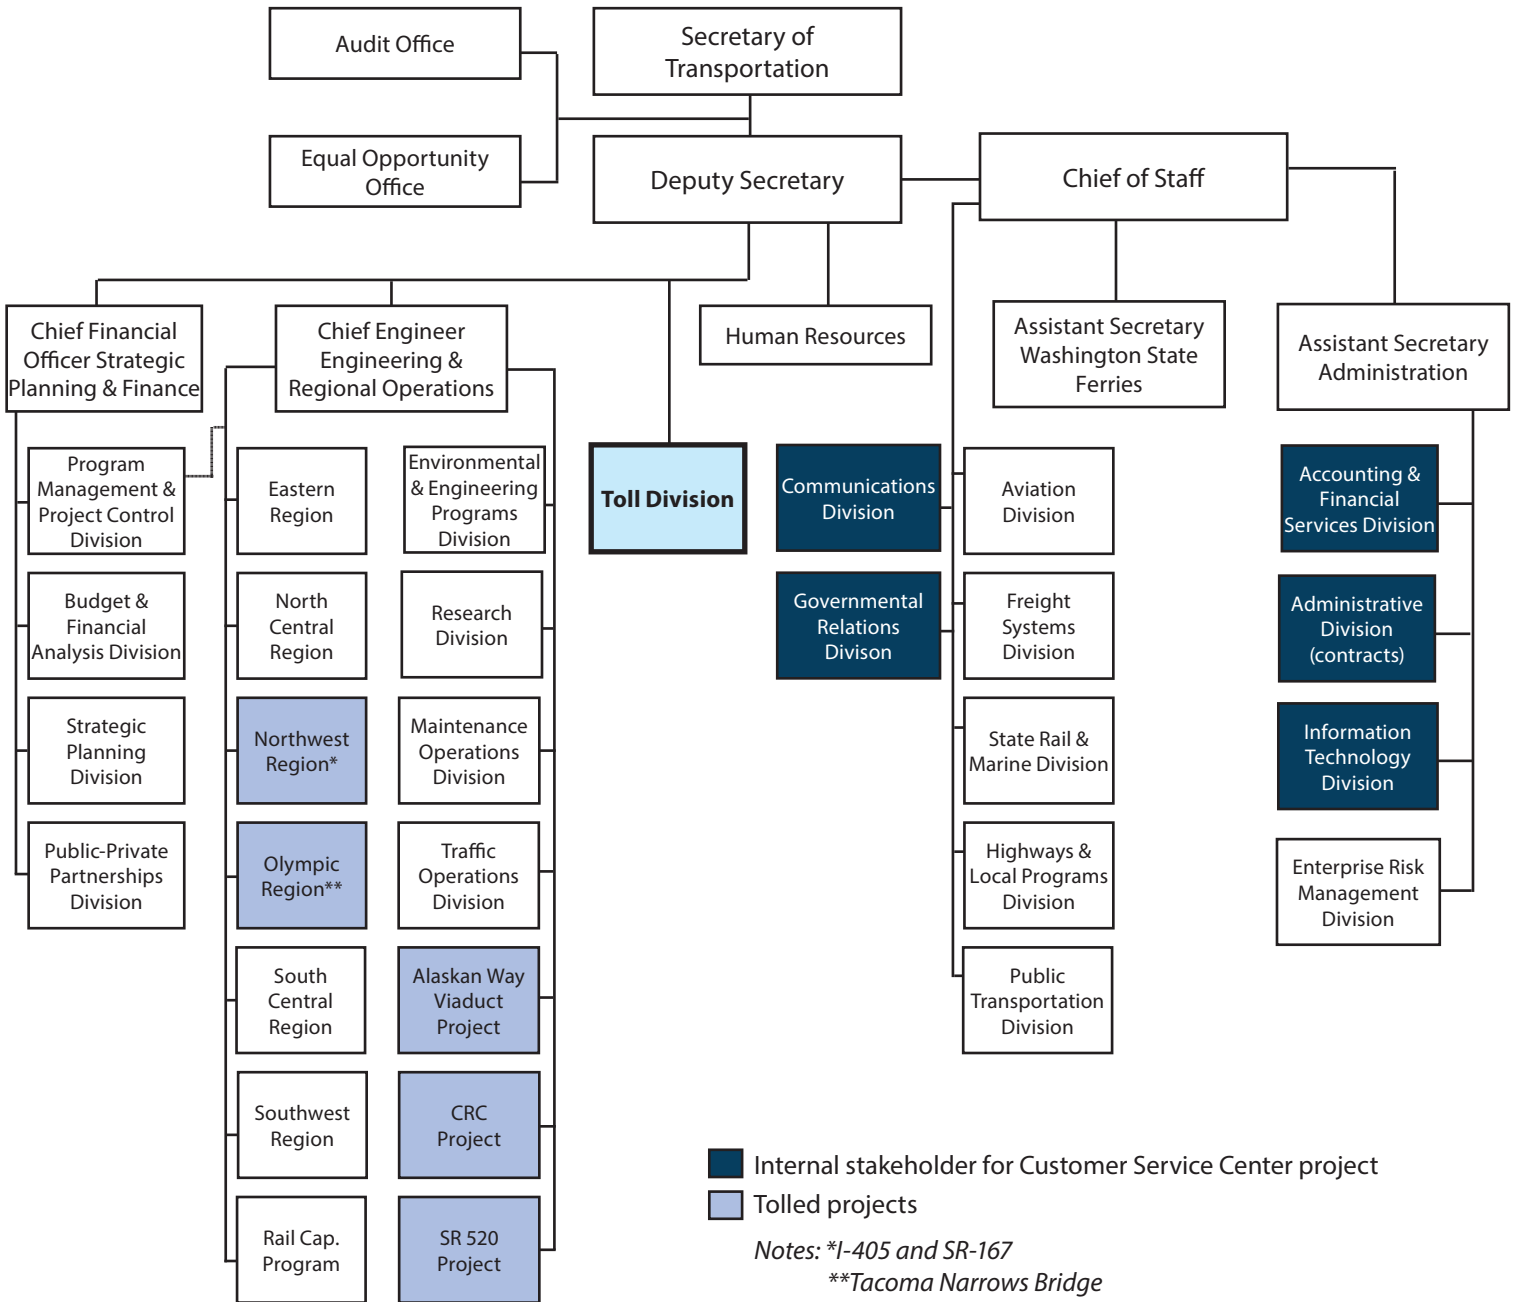 Audit Office
Secretary of
Transportation
Equal Opportunity
Office
Deputy Secretary
Chief of Staff
Chief Financial
Officer Strategic
Planning & Finance
Chief Engineer
Engineering &
Regional Operations
Human Resources
Assistant Secretary
Washington State
Ferries
Assistant Secretary
Administration
Program
Management &
Project Control
Division
Eastern
Region
Environmental
& Engineering
Programs
Division
Toll Division
Communications
Division
Aviation
Division
Accounting &
Financial
Services Division
Budget &
Financial
Analysis Division
North
Central
Region
Research
Division
Governmental
Relations
Divison
Freight
Systems
Division
Administrative
Division
(contracts)
Strategic
Planning
Division
Northwest
Region*
Maintenance
Operations
Division
State Rail &
Marine Division
Information
Technology
Division
Public-Private
Partnerships
Division
Olympic
Region**
Traffic
Operations
Division
Highways &
Local Programs
Division
Enterprise Risk
Management
Division
South
Central
Region
Alaskan Way
Viaduct
Project
Public
Transportation
Division
Southwest
Region
CRC
Project
Rail Cap.
Program
SR 520
Project
Internal stakeholder for Customer Service Center project
Tolled projects
Notes: *I-405 and SR-167
**Tacoma Narrows Bridge